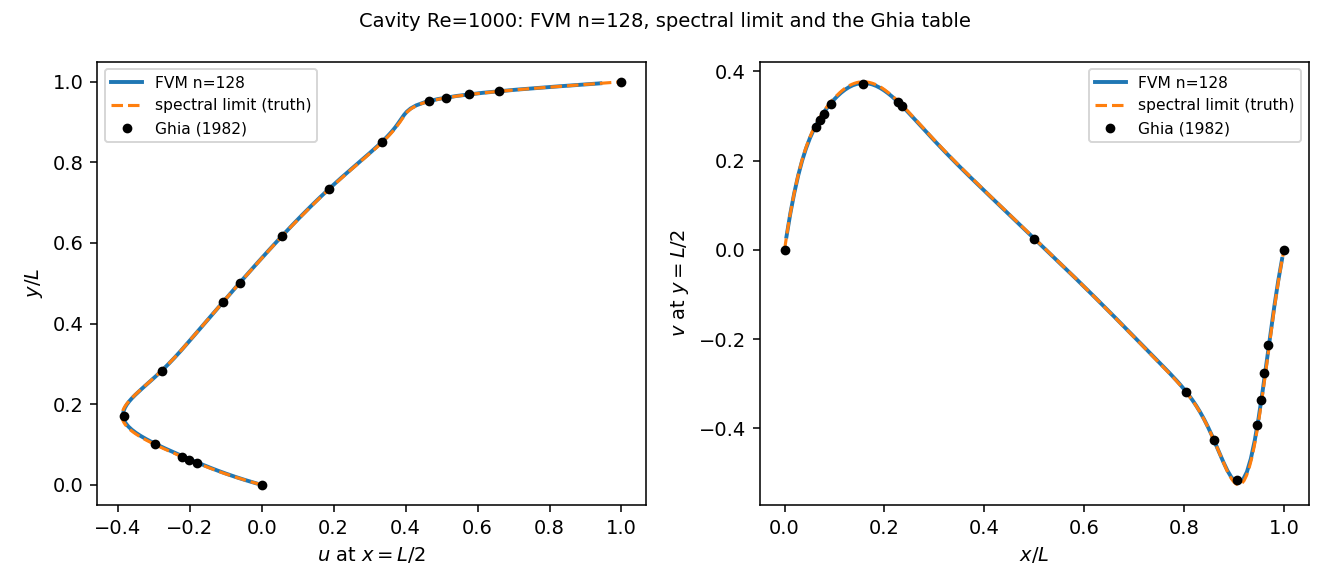 Cavity Re=1000: FVM n=128, spectral limit and the Ghia table
FVM n=128
spectral limit (truth)
Ghia (1982)
1.0
0.8
0.6
0.4
0.2
0.0
y/L
−0.4 −0.2 0.0 0.2 0.4 0.6 0.8 1.0
u at x = L/2
FVM n=128
spectral limit (truth)
Ghia (1982)
0.4
0.2
0.0
−0.2
−0.4
v at y = L/2
0.0 0.2 0.4 0.6 0.8 1.0
x/L